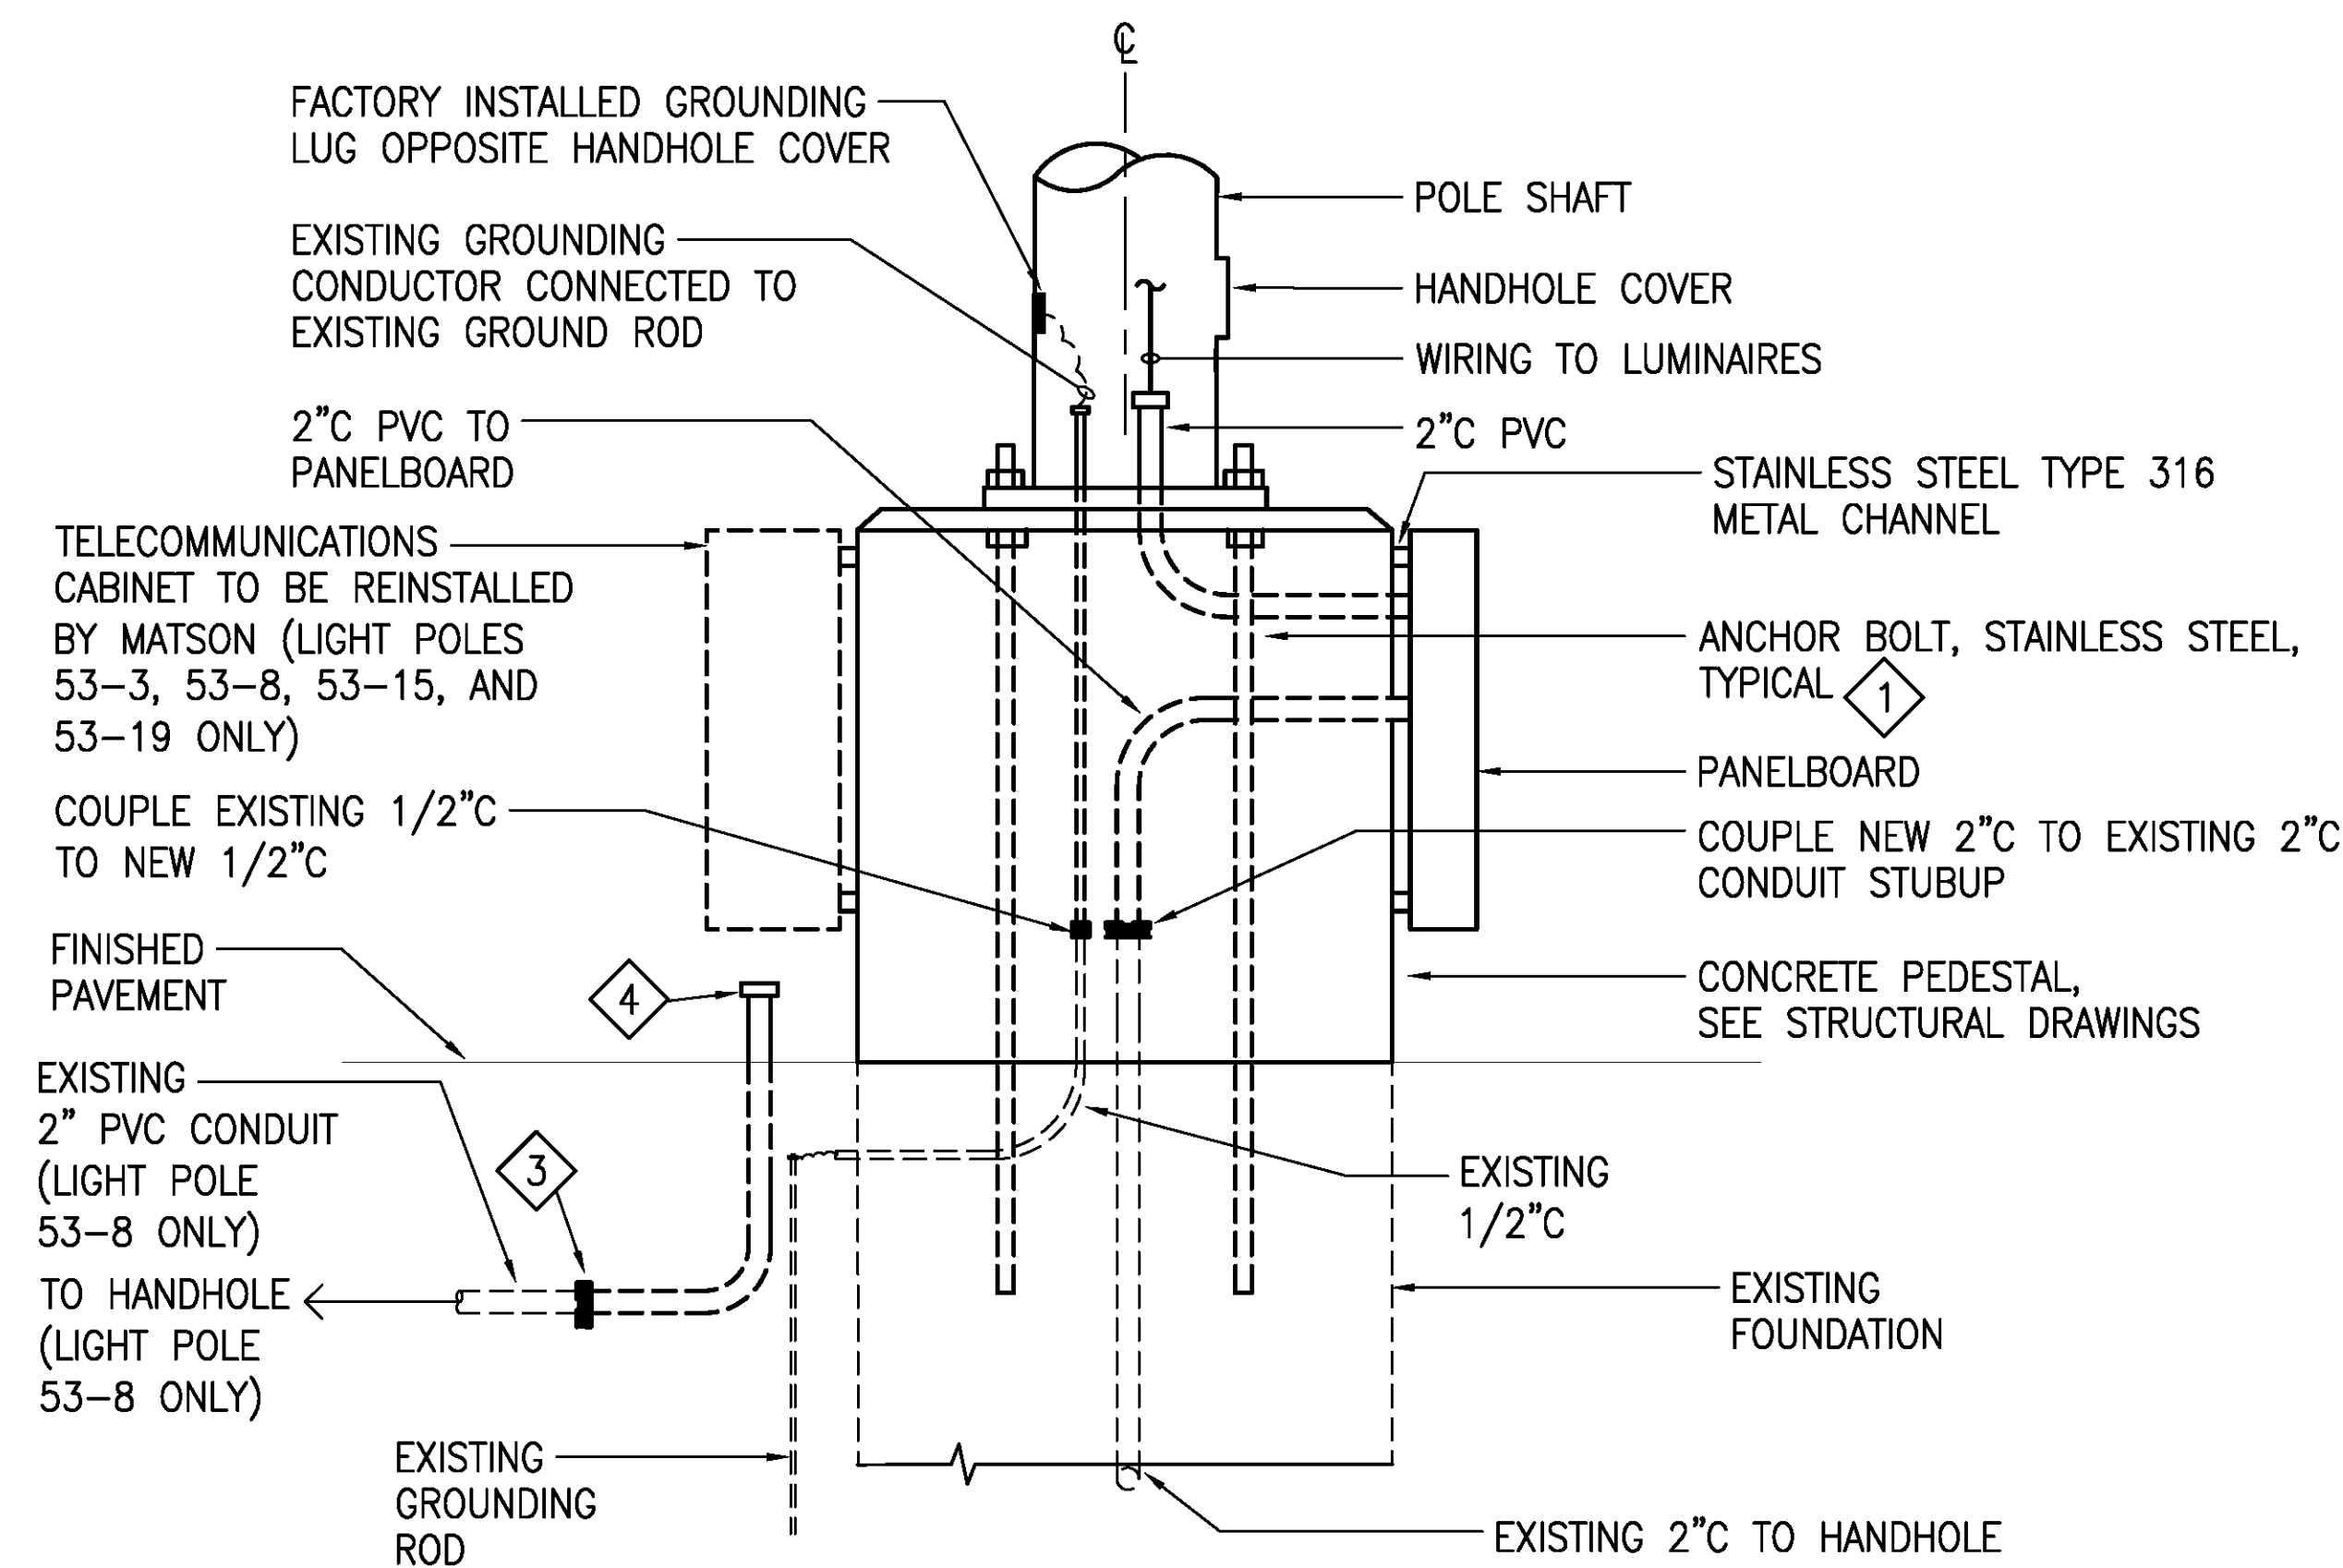 ℄
FACTORY INSTALLED GROUNDING
LUG OPPOSITE HANDHOLE COVER
EXISTING GROUNDING
CONDUCTOR CONNECTED TO
EXISTING GROUND ROD
2"C PVC TO
PANELBOARD
TELECOMMUNICATIONS
CABINET TO BE REINSTALLED
BY MATSON (LIGHT POLES
53-3, 53-8, 53-15, AND
53-19 ONLY)
COUPLE EXISTING 1/2"C
TO NEW 1/2"C
FINISHED
PAVEMENT
4
EXISTING
2" PVC CONDUIT
(LIGHT POLE
53-8 ONLY)
3
TO HANDHOLE
(LIGHT POLE
53-8 ONLY)
EXISTING
GROUNDING
ROD
POLE SHAFT
HANDHOLE COVER
WIRING TO LUMINAIRES
2"C PVC
STAINLESS STEEL TYPE 316
METAL CHANNEL
ANCHOR BOLT, STAINLESS STEEL,
TYPICAL 1
PANELBOARD
COUPLE NEW 2"C TO EXISTING 2"C
CONDUIT STUBUP
CONCRETE PEDESTAL,
SEE STRUCTURAL DRAWINGS
EXISTING
1/2"C
EXISTING
FOUNDATION
EXISTING 2"C TO HANDHOLE